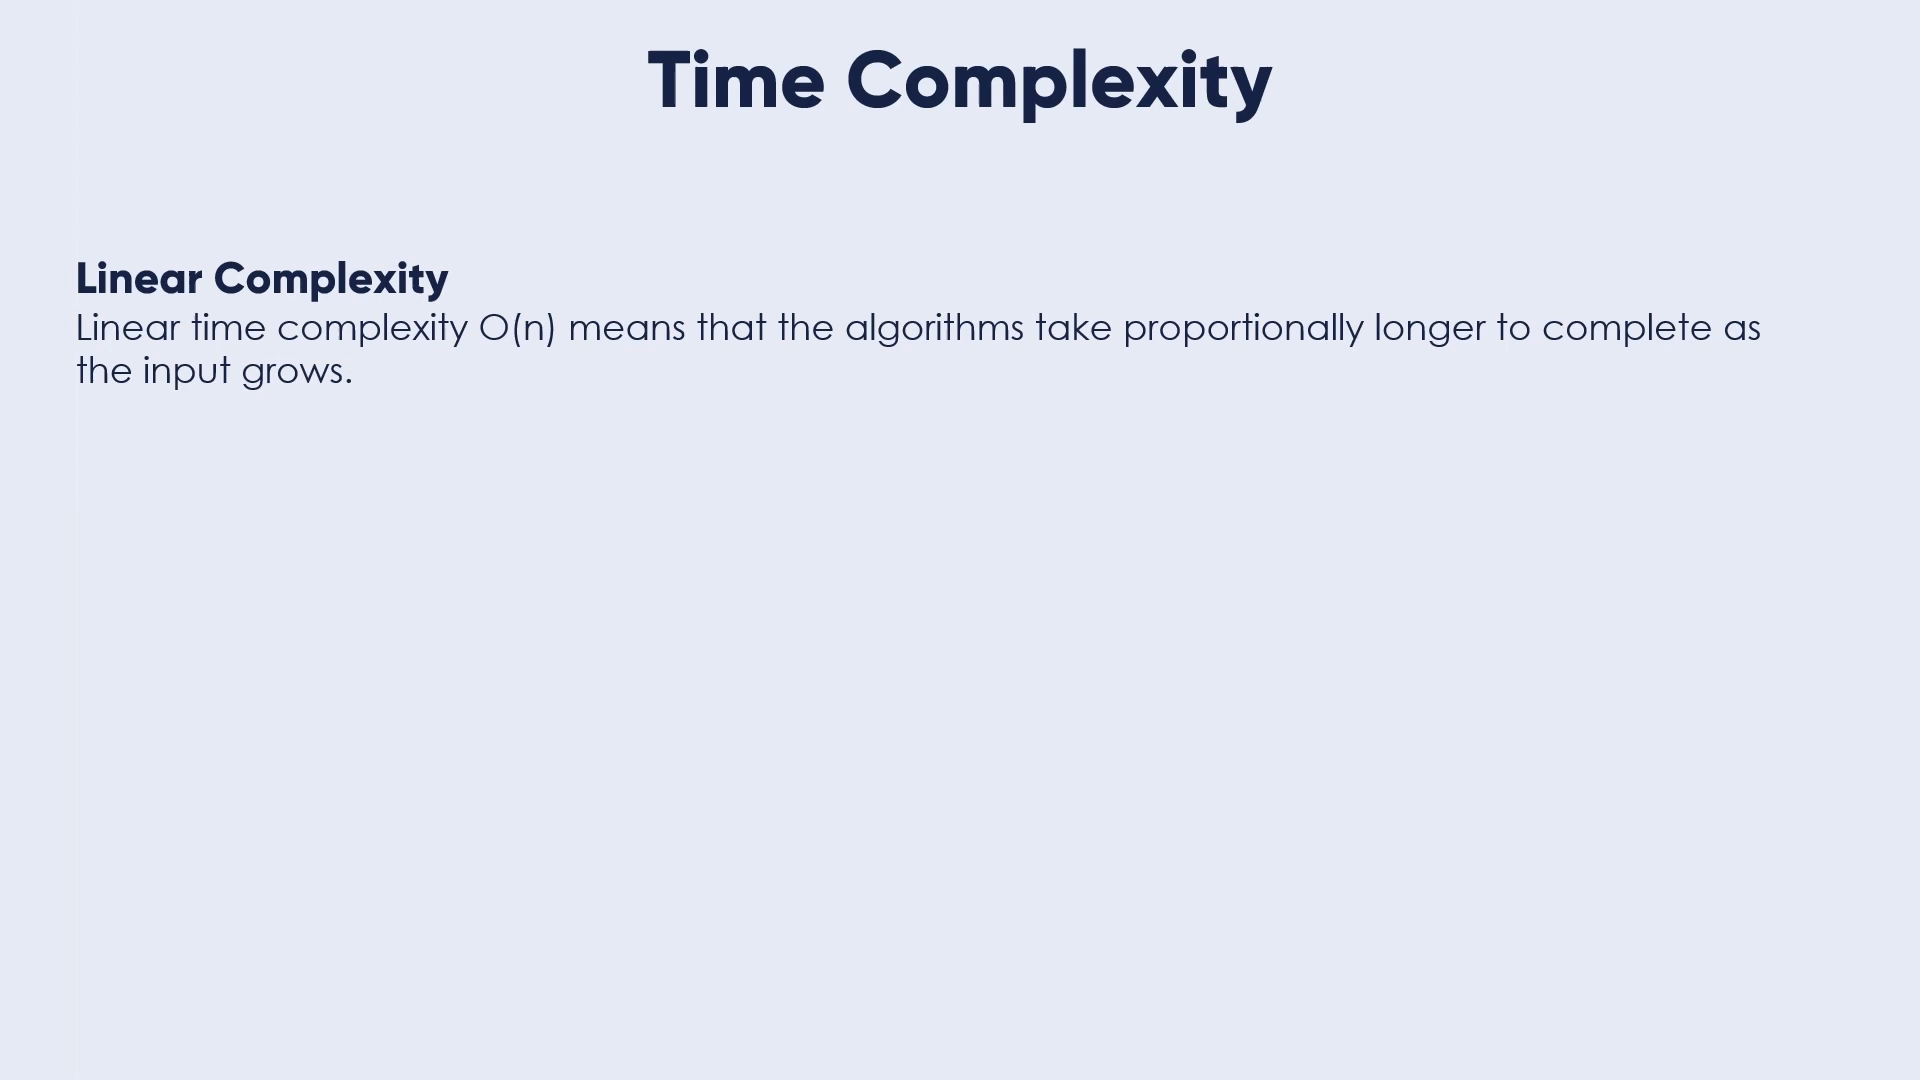 Time Complexity
Linear Complexity
Linear time complexity O(n) means that the algorithms take proportionally longer to complete as
the input grows.